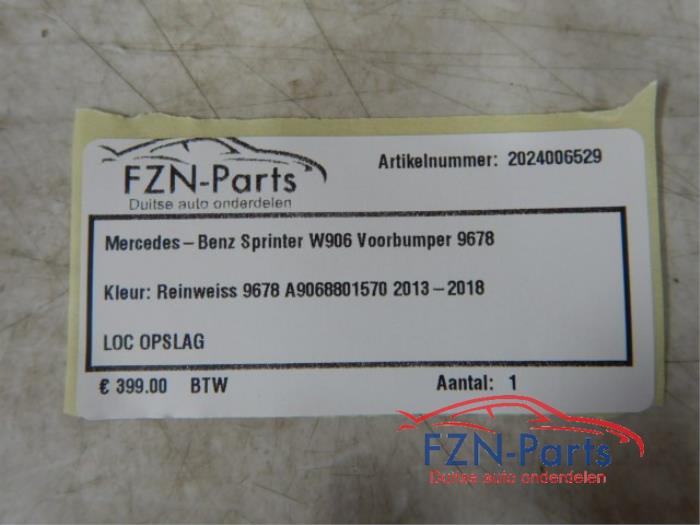 Artikelnummer: 2024006529
FZN-Parts
Duitse auto onderdelen
Mercedes-Benz Sprinter W906 Voorbumper 9678
Kleur: Reinweiss 9678 A9068801570 2013-2018
LOC OPSLAG
€ 399.00 BTW Aantal: 1
FZN-Parts
Duitse auto onderdelen